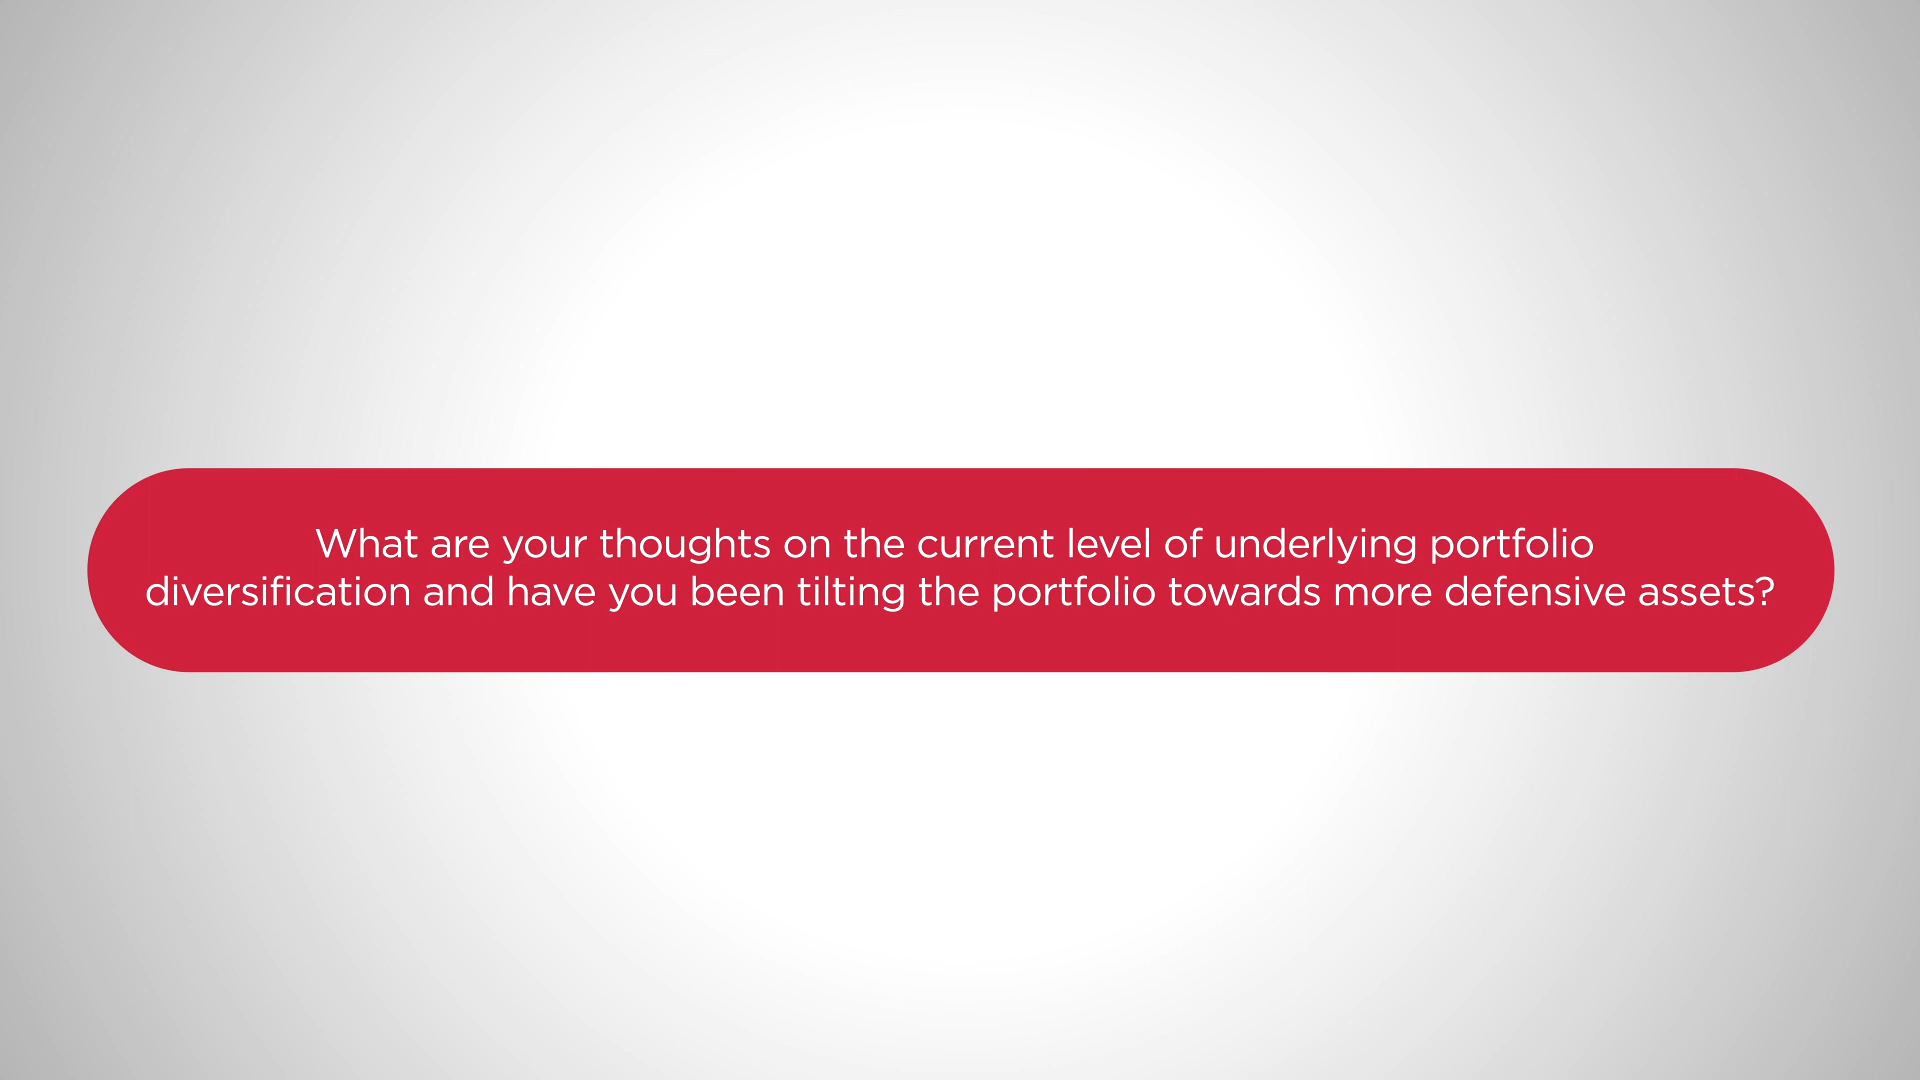 What are your thoughts on the current level of underlying portfolio
diversification and have you been tilting the portfolio towards more defensive assets?